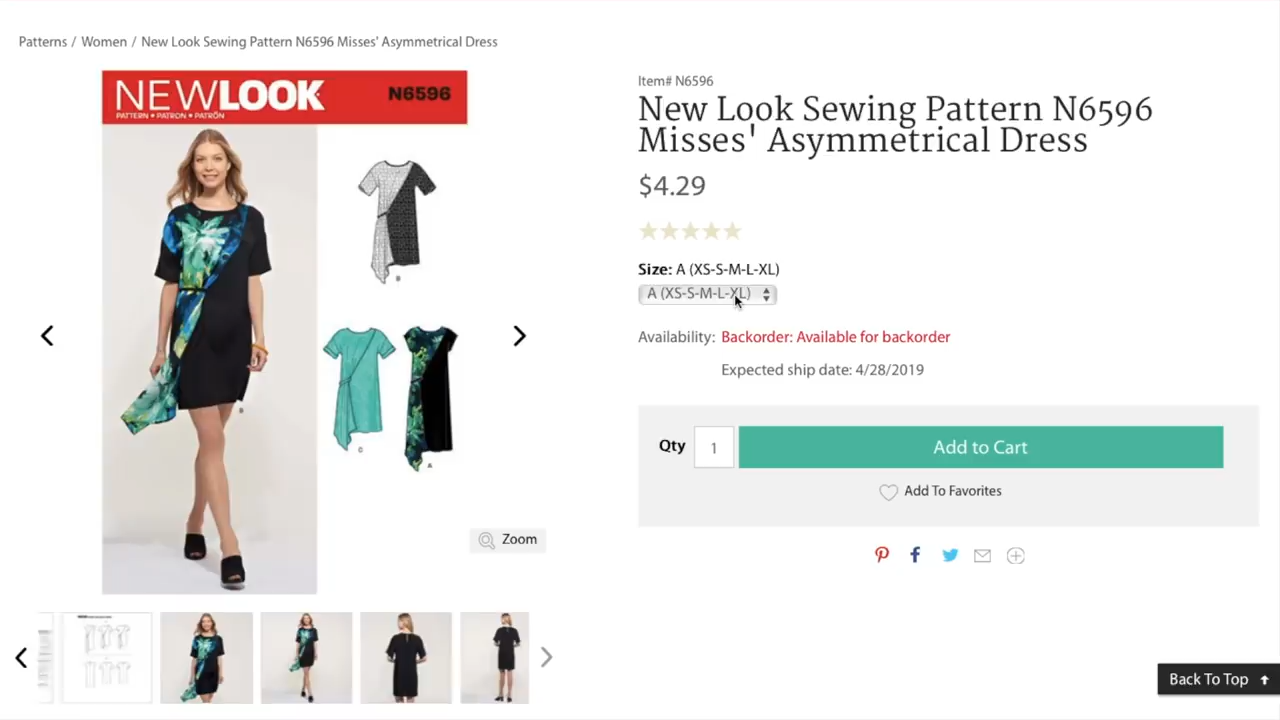 Patterns / Women / New Look Sewing Pattern N6596 Misses' Asymmetrical Dress
NEWLOOK
PATTERN • PATRON • PATRÓN
N6596
B
B
C
A
Zoom
Item# N6596
New Look Sewing Pattern N6596
Misses' Asymmetrical Dress
$4.29
Size: A (XS-S-M-L-XL)
A (XS-S-M-L-XL)
Availability: Backorder: Available for backorder
Expected ship date: 4/28/2019
Qty 1 Add to Cart
Add To Favorites
Back To Top